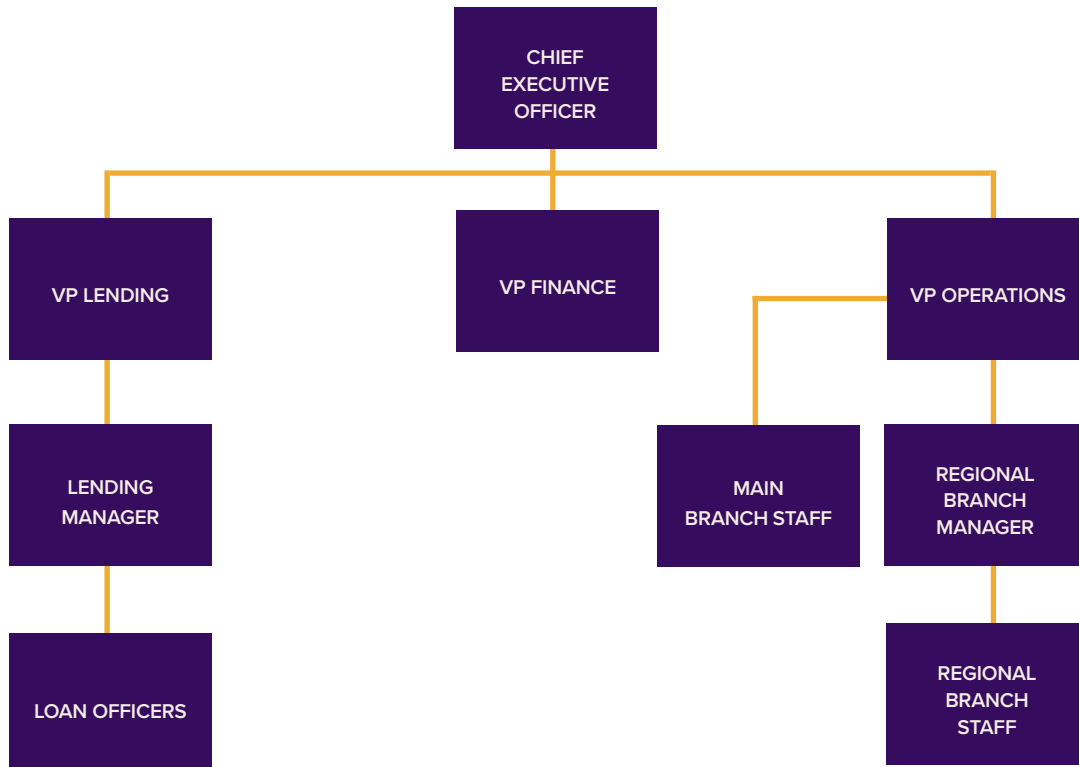 CHIEF
EXECUTIVE
OFFICER
VP LENDING
VP FINANCE
VP OPERATIONS
LENDING
MANAGER
MAIN
BRANCH STAFF
REGIONAL
BRANCH
MANAGER
LOAN OFFICERS
REGIONAL
BRANCH
STAFF